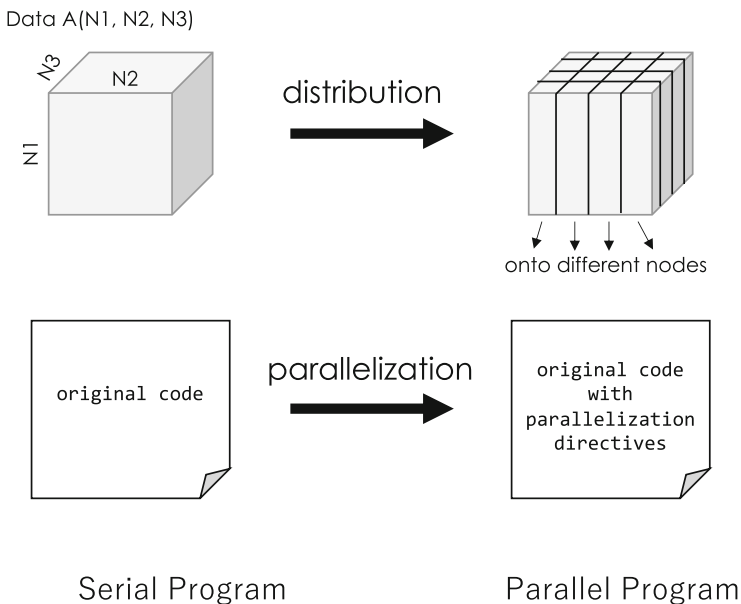 Data A(N1, N2, N3)
N3
N2
N1
distribution
onto different nodes
original code
parallelization
original code
with
parallelization
directives
Serial Program
Parallel Program